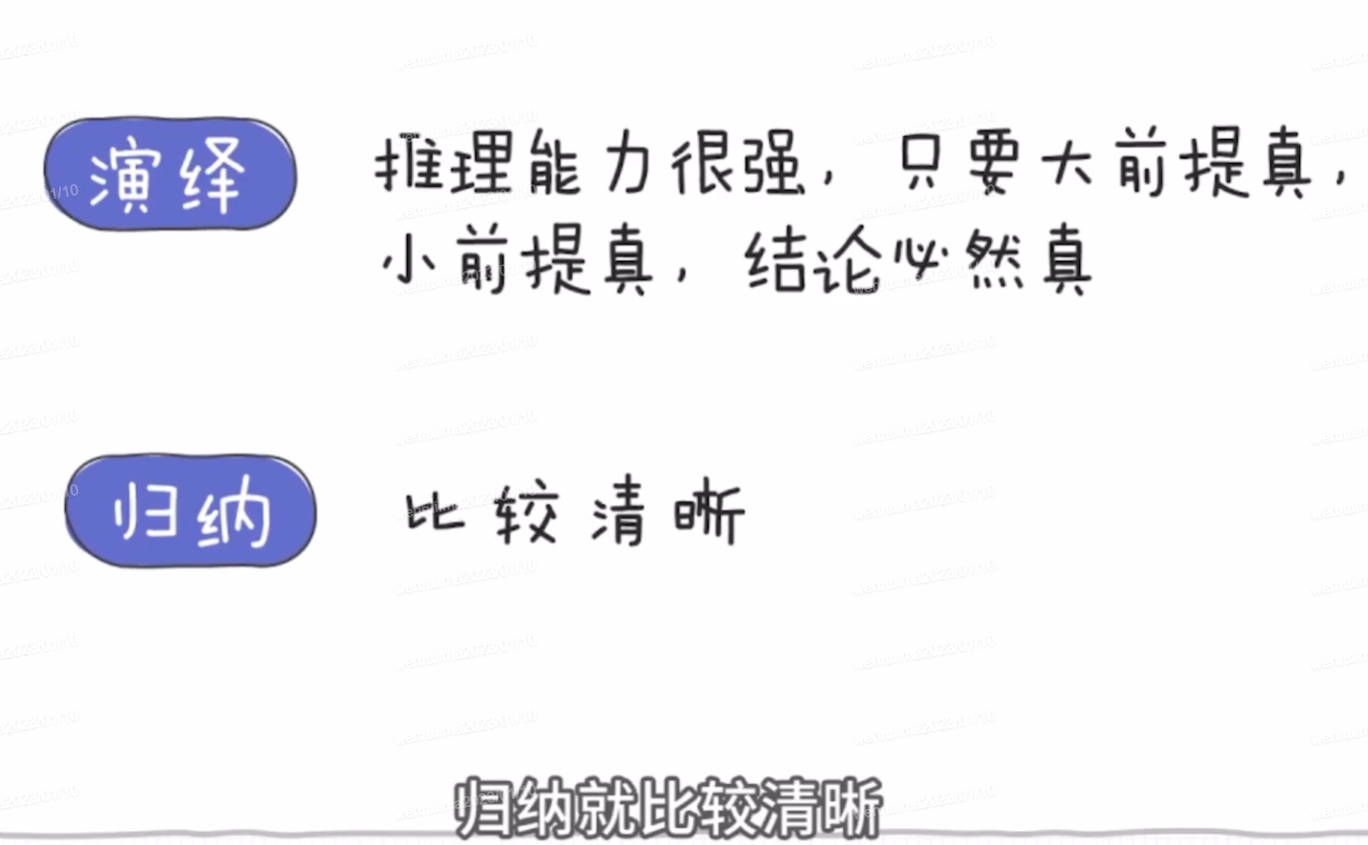 演绎
推理能力很强，只要大前提真，
小前提真，结论必然真
归纳
比较清晰
归纳就比较清晰